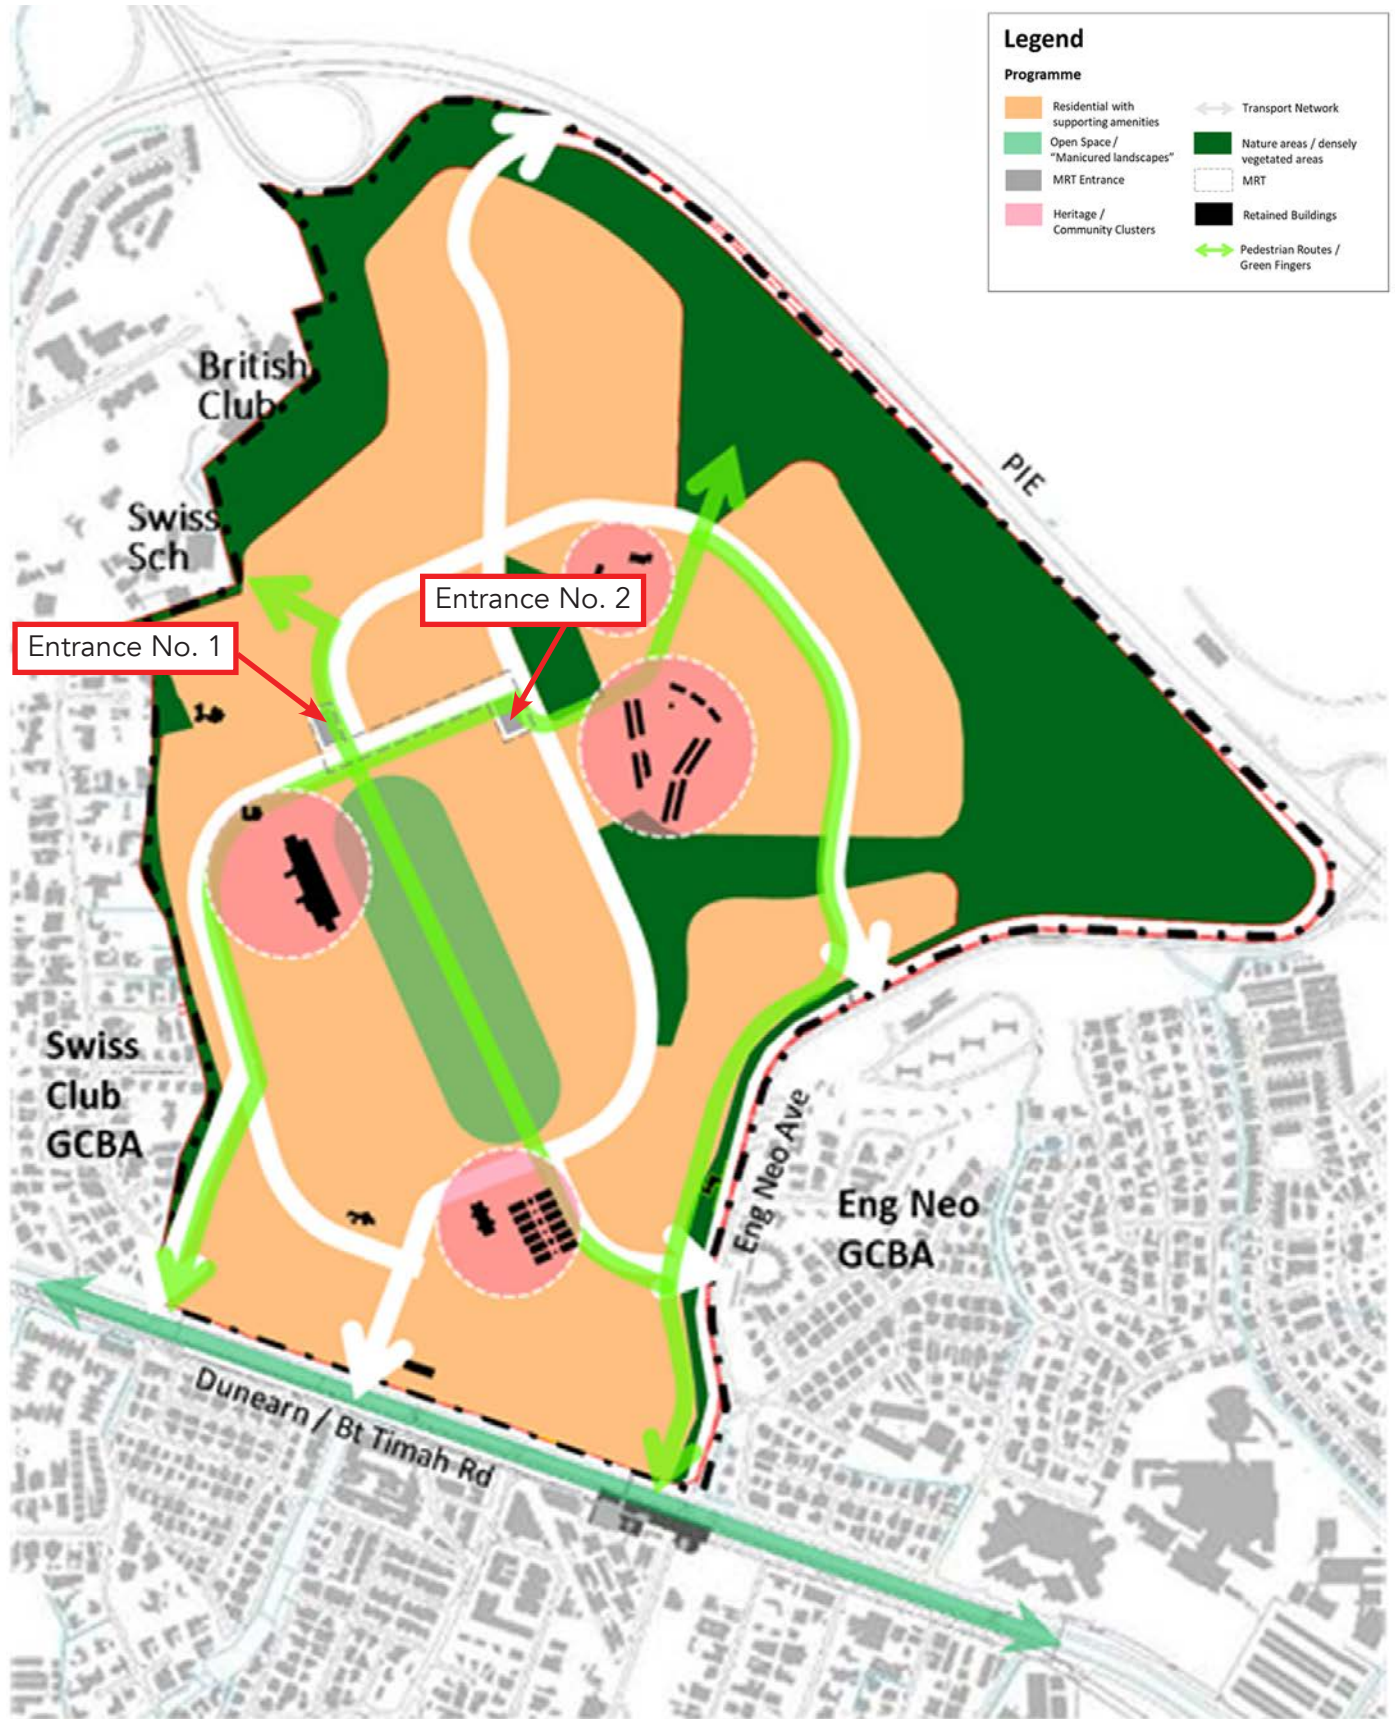 Legend
Programme
Residential with
supporting amenities
Open Space /
“Manicured landscapes”
MRT Entrance
Heritage /
Community Clusters
Transport Network
Nature areas / densely
vegetated areas
MRT
Retained Buildings
Pedestrian Routes /
Green Fingers
British
Club
PIE
Swiss
Sch
Entrance No. 2
Entrance No. 1
Swiss
Club
GCBA
Eng Neo Ave
Eng Neo
GCBA
Dunearn / Bt Timah Rd